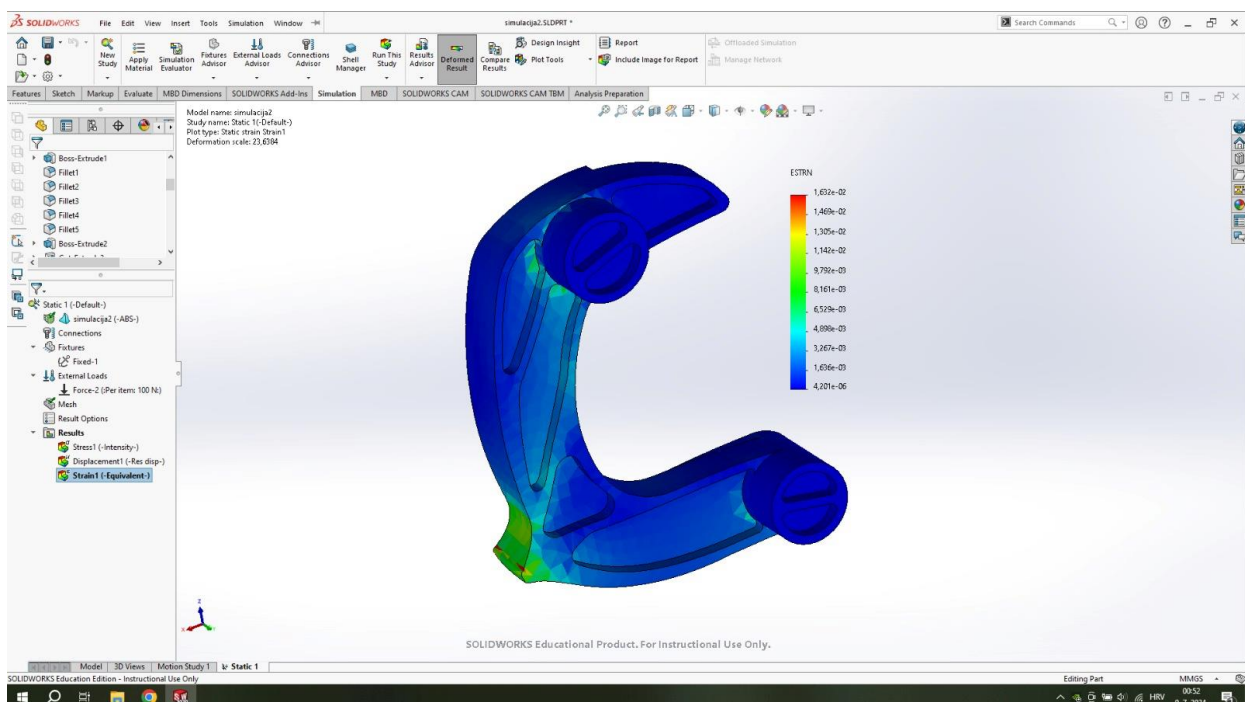 SOLIDWORKS File Edit View Insert Tools Simulation Window simulacija2.SLDPRT * Search Commands
New Study
Apply Material
Simulation Evaluator
Fixtures Advisor
External Loads Advisor
Connections Advisor
Shell Manager
Run This Study
Results Advisor
Deformed Result
Compare Results
Design Insight
Plot Tools
Report
Include Image for Report
Offloaded Simulation
Manage Network
Features Sketch Markup Evaluate MBD Dimensions SOLIDWORKS Add-Ins Simulation MBD SOLIDWORKS CAM SOLIDWORKS CAM TBM Analysis Preparation
Model name: simulacija2
Study name: Static 1(-Default-)
Plot type: Static strain Strain1
Deformation scale: 23,6384
Boss-Extrude1
Fillet1
Fillet2
Fillet3
Fillet4
Fillet5
Boss-Extrude2
Static 1 (-Default-)
simulacija2 (-ABS-)
Connections
Fixtures
Fixed-1
External Loads
Force-2 (:Per item: 100 N:)
Mesh
Result Options
Results
Stress1 (-Intensity-)
Displacement1 (-Res disp-)
Strain1 (-Equivalent-)
ESTRN
1,632e-02
1,469e-02
1,305e-02
1,142e-02
9,792e-03
8,161e-03
6,529e-03
4,898e-03
3,267e-03
1,636e-03
4,201e-06
z
x
SOLIDWORKS Educational Product. For Instructional Use Only.
Model 3D Views Motion Study 1 Static 1
SOLIDWORKS Education Edition - Instructional Use Only Editing Part MMGS
HRV 00:52